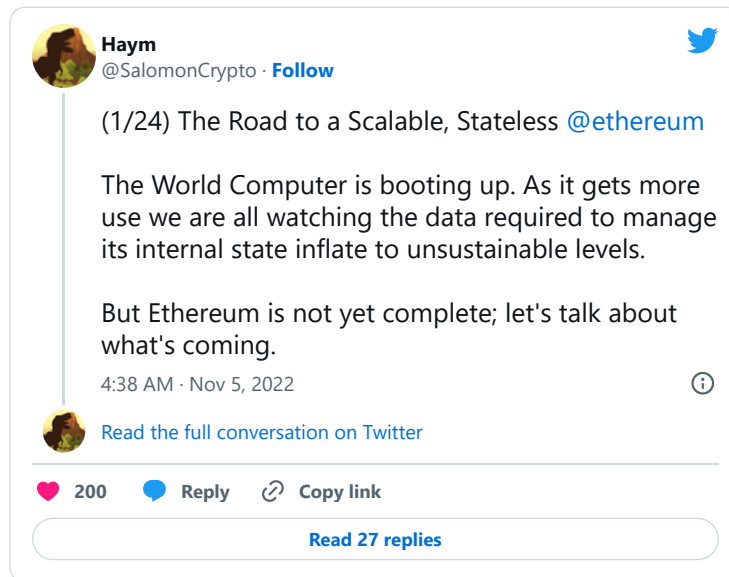 Haym
@SalomonCrypto · Follow
(1/24) The Road to a Scalable, Stateless @ethereum
The World Computer is booting up. As it gets more
use we are all watching the data required to manage
its internal state inflate to unsustainable levels.
But Ethereum is not yet complete; let's talk about
what's coming.
4:38 AM · Nov 5, 2022
Read the full conversation on Twitter
200 Reply Copy link
Read 27 replies